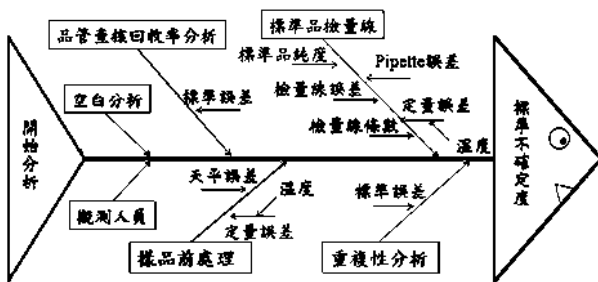 品管查核回收率分析
標準品檢量線
標準品純度
Pipette誤差
標準誤差
檢量線誤差
空白分析
定量誤差
檢量線條數
溫度
開始分析
標準不確定度
天平誤差
溫度
標準誤差
觀測人員
定量誤差
樣品前處理
重複性分析